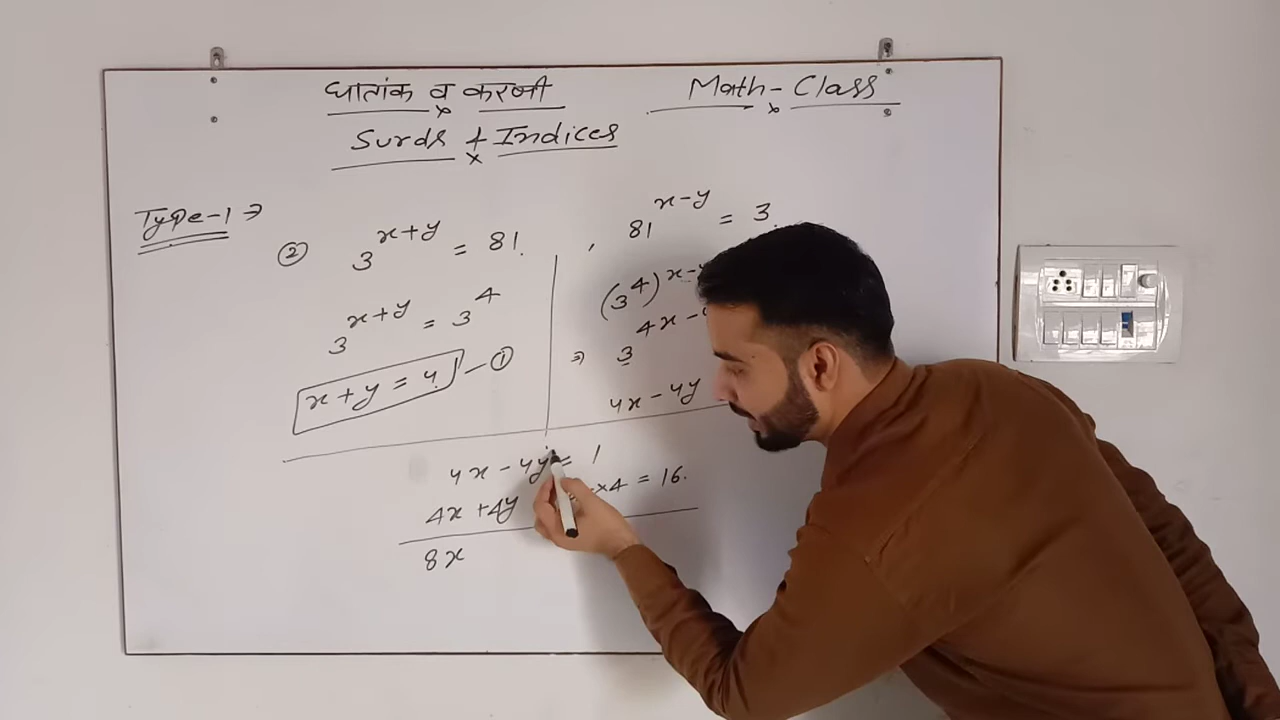 घातांक व करणी
Math-Class
Surds & Indices
Type-1 →
② 3^{x+y} = 81.
, 81^{x-y} = 3.
3^{x+y} = 3^4
(3^4)^{x-
x+y = 4 —①
⇒ 3^{4x-
4x-4y
4x-4y = 1
4x+4y ×4 = 16.
8x